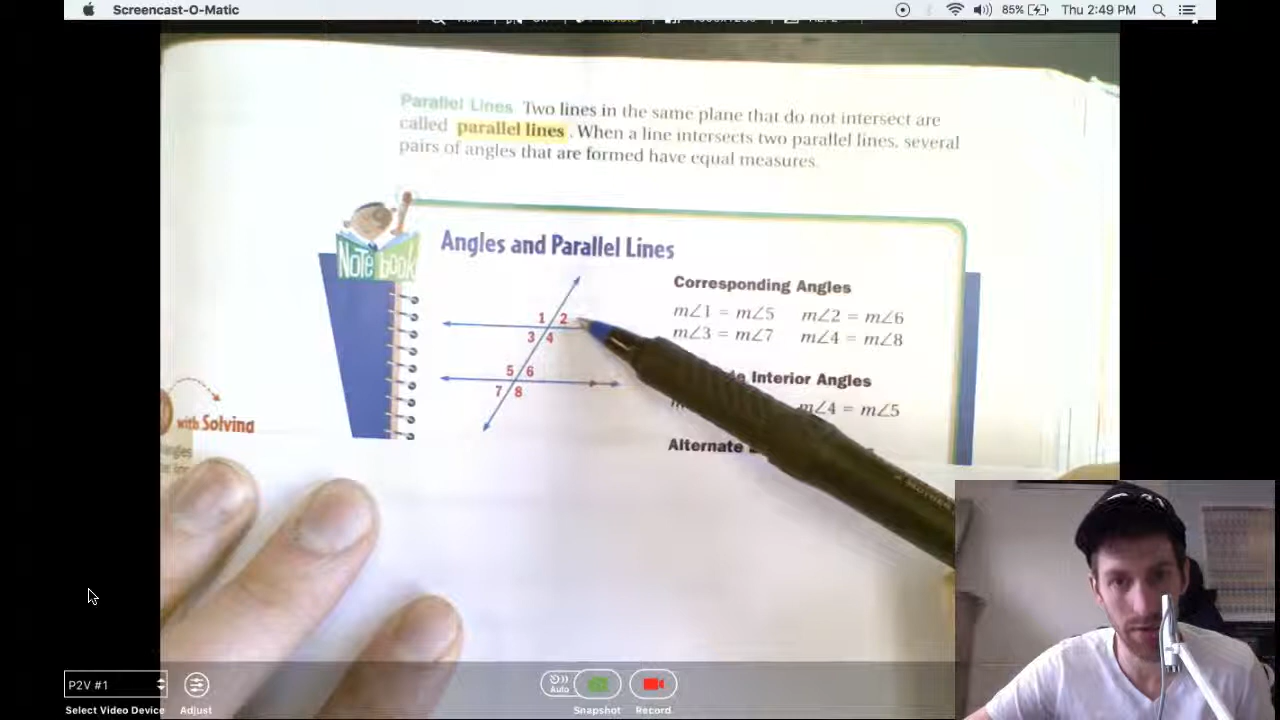 Screencast-O-Matic
85%
Thu 2:49 PM
Parallel Lines Two lines in the same plane that do not intersect are
called parallel lines . When a line intersects two parallel lines, several
pairs of angles that are formed have equal measures.
Note book
Angles and Parallel Lines
Corresponding Angles
m∠1 = m∠5 m∠2 = m∠6
m∠3 = m∠7 m∠4 = m∠8
Interior Angles
m∠4 = m∠5
Alternate
1 2
3 4
5 6
7 8
with Solving
P2V #1
Select Video Device
Adjust
Auto
Snapshot
Record